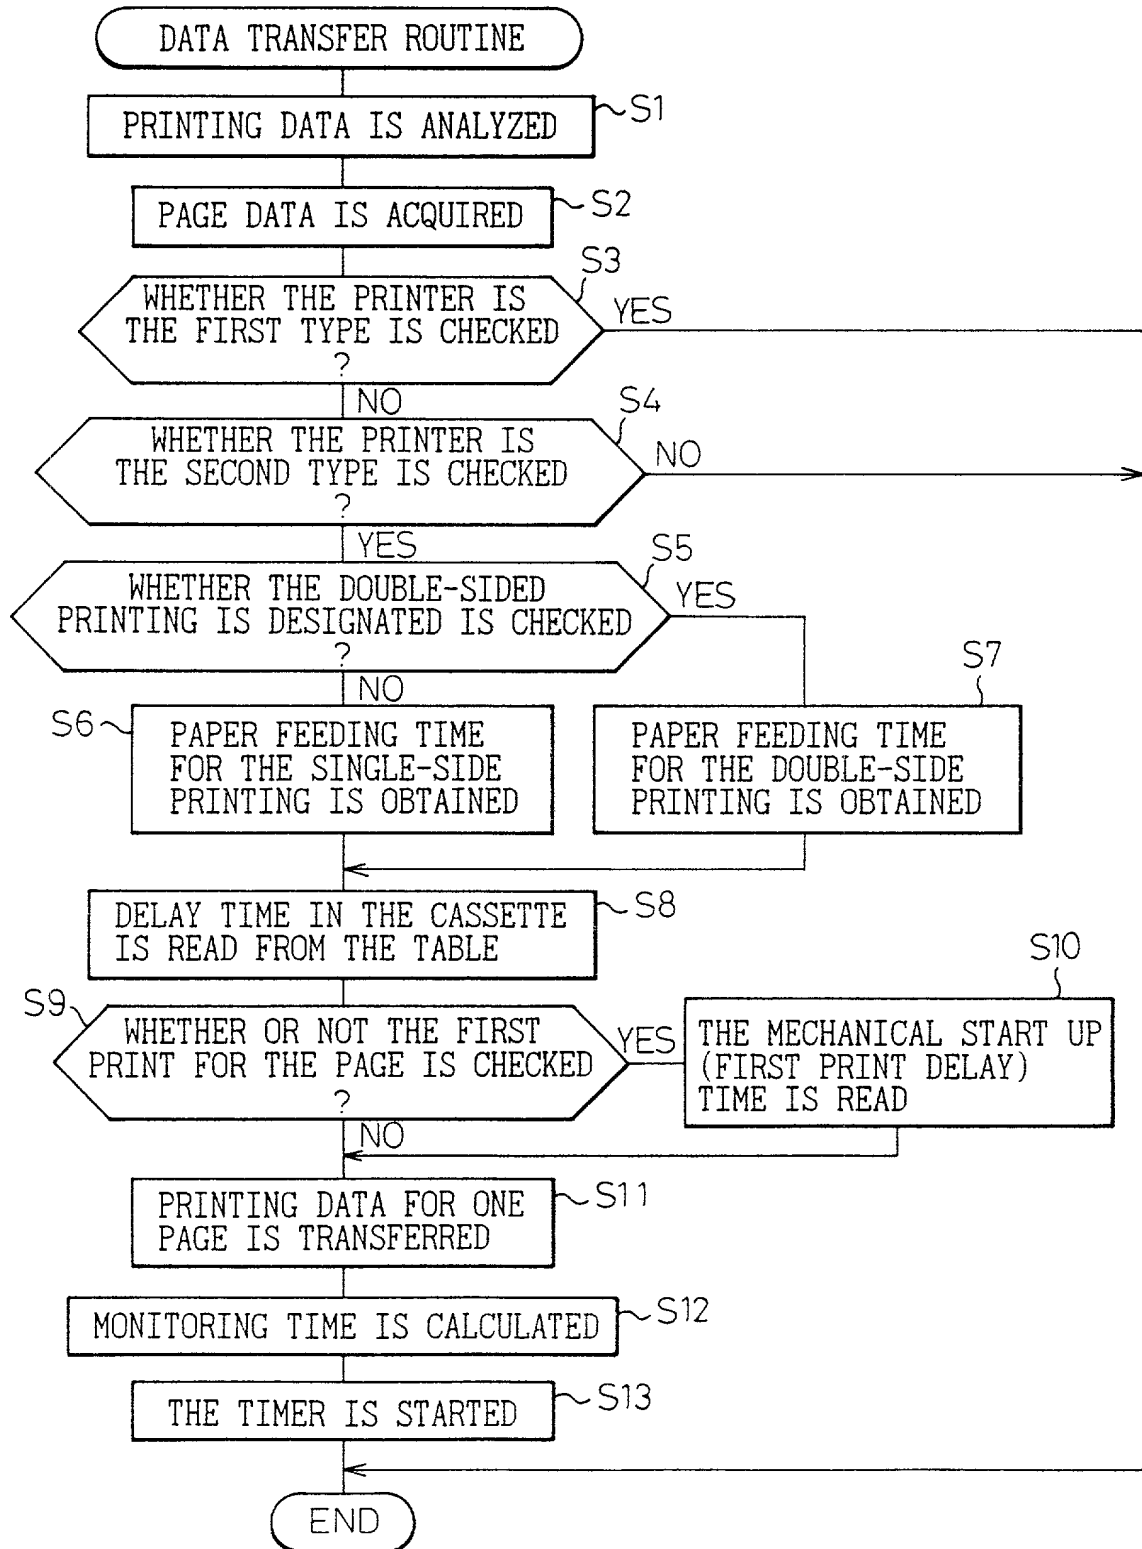 DATA TRANSFER ROUTINE
PRINTING DATA IS ANALYZED
S1
PAGE DATA IS ACQUIRED
S2
WHETHER THE PRINTER IS
THE FIRST TYPE IS CHECKED
?
S3
YES
NO
WHETHER THE PRINTER IS
THE SECOND TYPE IS CHECKED
?
S4
NO
YES
WHETHER THE DOUBLE-SIDED
PRINTING IS DESIGNATED IS CHECKED
?
S5
YES
NO
S6
PAPER FEEDING TIME
FOR THE SINGLE-SIDE
PRINTING IS OBTAINED
S7
PAPER FEEDING TIME
FOR THE DOUBLE-SIDE
PRINTING IS OBTAINED
DELAY TIME IN THE CASSETTE
IS READ FROM THE TABLE
S8
S9
WHETHER OR NOT THE FIRST
PRINT FOR THE PAGE IS CHECKED
?
YES
NO
S10
THE MECHANICAL START UP
(FIRST PRINT DELAY)
TIME IS READ
PRINTING DATA FOR ONE
PAGE IS TRANSFERRED
S11
MONITORING TIME IS CALCULATED
S12
THE TIMER IS STARTED
S13
END